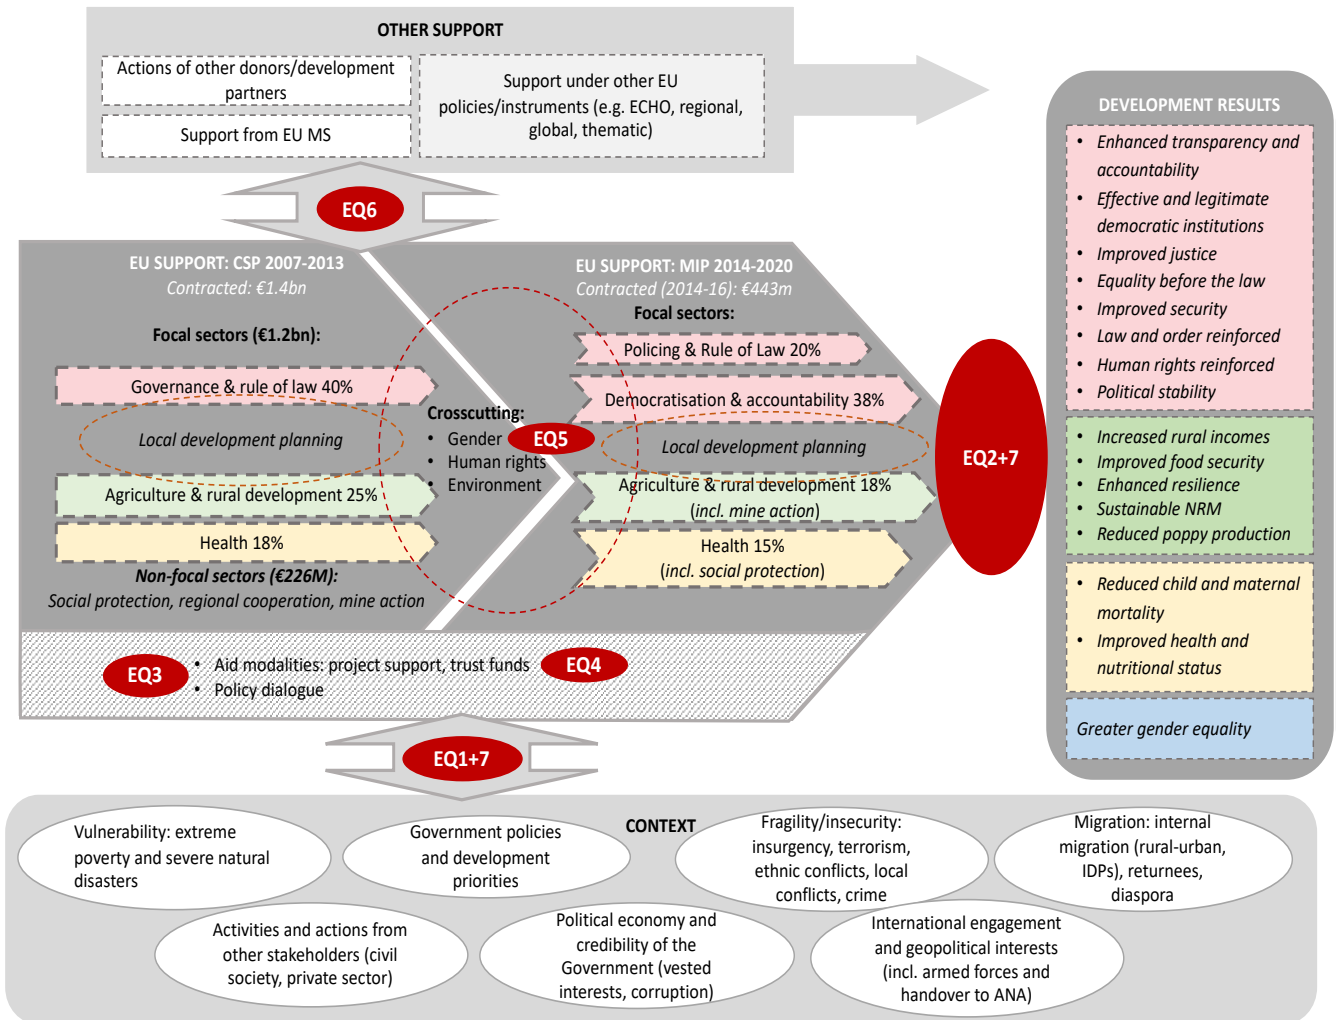 OTHER SUPPORT
Actions of other donors/development
partners
Support from EU MS
Support under other EU
policies/instruments (e.g. ECHO, regional,
global, thematic)
EQ6
EU SUPPORT: CSP 2007-2013
Contracted: €1.4bn
Focal sectors (€1.2bn):
Governance & rule of law 40%
Local development planning
Agriculture & rural development 25%
Health 18%
Non-focal sectors (€226M):
Social protection, regional cooperation, mine action
Crosscutting:
• Gender
• Human rights
• Environment
EQ5
EU SUPPORT: MIP 2014-2020
Contracted (2014-16): €443m
Focal sectors:
Policing & Rule of Law 20%
Democratisation & accountability 38%
Local development planning
Agriculture & rural development 18%
(incl. mine action)
Health 15%
(incl. social protection)
EQ2+7
EQ3
• Aid modalities: project support, trust funds
• Policy dialogue
EQ4
EQ1+7
DEVELOPMENT RESULTS
• Enhanced transparency and
accountability
• Effective and legitimate
democratic institutions
• Improved justice
• Equality before the law
• Improved security
• Law and order reinforced
• Human rights reinforced
• Political stability
• Increased rural incomes
• Improved food security
• Enhanced resilience
• Sustainable NRM
• Reduced poppy production
• Reduced child and maternal
mortality
• Improved health and
nutritional status
Greater gender equality
CONTEXT
Vulnerability: extreme
poverty and severe natural
disasters
Government policies
and development
priorities
Fragility/insecurity:
insurgency, terrorism,
ethnic conflicts, local
conflicts, crime
Migration: internal
migration (rural-urban,
IDPs), returnees,
diaspora
Activities and actions from
other stakeholders (civil
society, private sector)
Political economy and
credibility of the
Government (vested
interests, corruption)
International engagement
and geopolitical interests
(incl. armed forces and
handover to ANA)